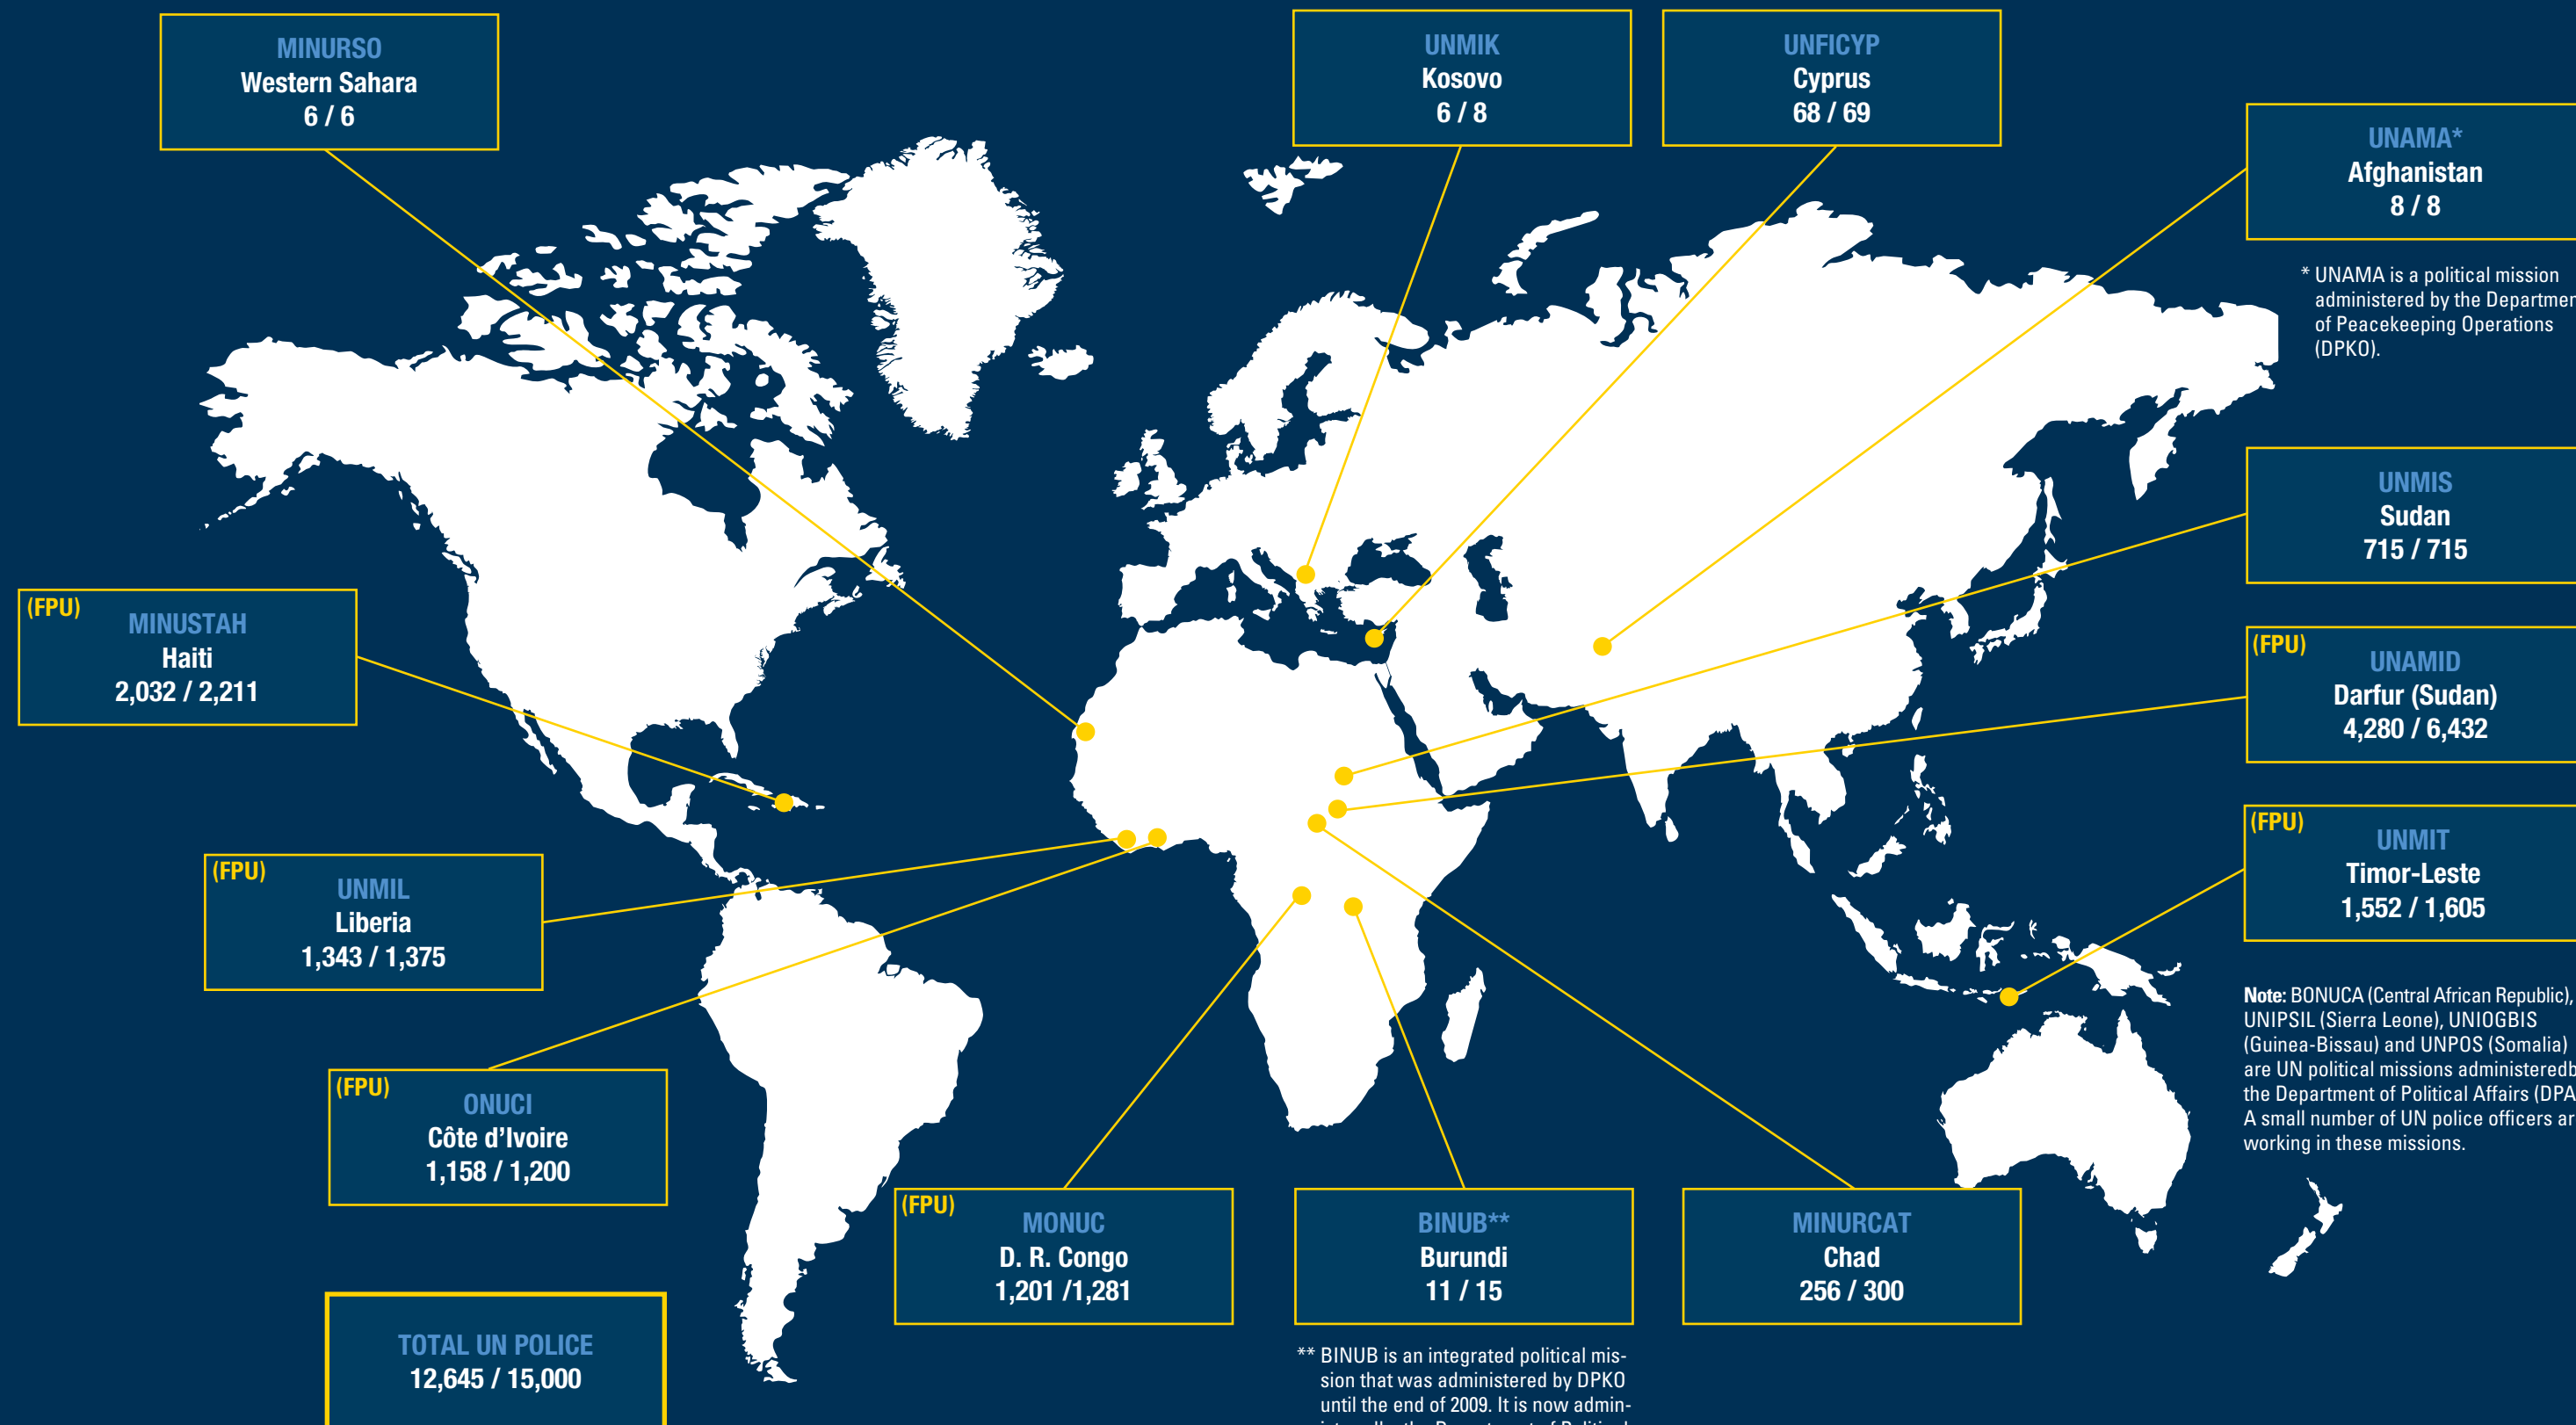 MINURSO
Western Sahara
6 / 6
UNMIK
Kosovo
6 / 8
UNFICYP
Cyprus
68 / 69
UNAMA*
Afghanistan
8 / 8
* UNAMA is a political mission
administered by the Departmen
of Peacekeeping Operations
(DPKO).
UNMIS
Sudan
715 / 715
(FPU)
MINUSTAH
Haiti
2,032 / 2,211
(FPU)
UNAMID
Darfur (Sudan)
4,280 / 6,432
(FPU)
UNMIT
Timor-Leste
1,552 / 1,605
(FPU)
UNMIL
Liberia
1,343 / 1,375
Note: BONUCA (Central African Republic),
UNIPSIL (Sierra Leone), UNIOGBIS
(Guinea-Bissau) and UNPOS (Somalia)
are UN political missions administeredb
the Department of Political Affairs (DPA
A small number of UN police officers ar
working in these missions.
(FPU)
ONUCI
Côte d’Ivoire
1,158 / 1,200
(FPU)
MONUC
D. R. Congo
1,201 /1,281
BINUB**
Burundi
11 / 15
MINURCAT
Chad
256 / 300
TOTAL UN POLICE
12,645 / 15,000
** BINUB is an integrated political mis-
sion that was administered by DPKO
until the end of 2009. It is now admin-
the Department of Political